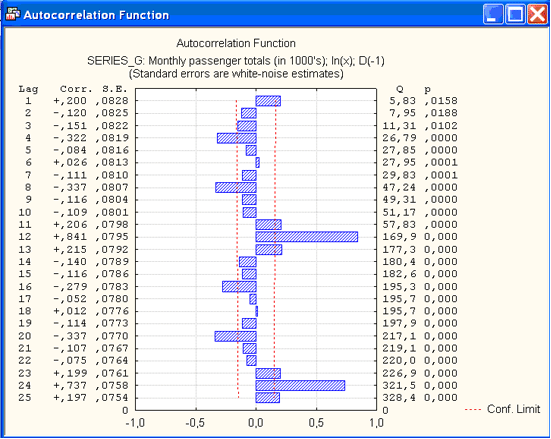 Autocorrelation Function
Autocorrelation Function
SERIES_G: Monthly passenger totals (in 1000's); ln(x); D(-1)
(Standard errors are white-noise estimates)
Lag Corr. S.E. Q p
1 +,200 ,0828 5,83 ,0158
2 -,120 ,0825 7,95 ,0188
3 -,151 ,0822 11,31 ,0102
4 -,322 ,0819 26,79 ,0000
5 -,084 ,0816 27,85 ,0000
6 +,026 ,0813 27,95 ,0001
7 -,111 ,0810 29,83 ,0001
8 -,337 ,0807 47,24 ,0000
9 -,116 ,0804 49,31 ,0000
10 -,109 ,0801 51,17 ,0000
11 +,206 ,0798 57,83 ,0000
12 +,841 ,0795 169,9 0,000
13 +,215 ,0792 177,3 0,000
14 -,140 ,0789 180,4 0,000
15 -,116 ,0786 182,6 0,000
16 -,279 ,0783 195,3 0,000
17 -,052 ,0780 195,7 0,000
18 +,012 ,0776 195,7 0,000
19 -,114 ,0773 197,9 0,000
20 -,337 ,0770 217,1 0,000
21 -,107 ,0767 219,1 0,000
22 -,075 ,0764 220,0 0,000
23 +,199 ,0761 226,9 0,000
24 +,737 ,0758 321,5 0,000
25 +,197 ,0754 328,4 0,000
0 0
-1,0 -0,5 0,0 0,5 1,0
Conf. Limit